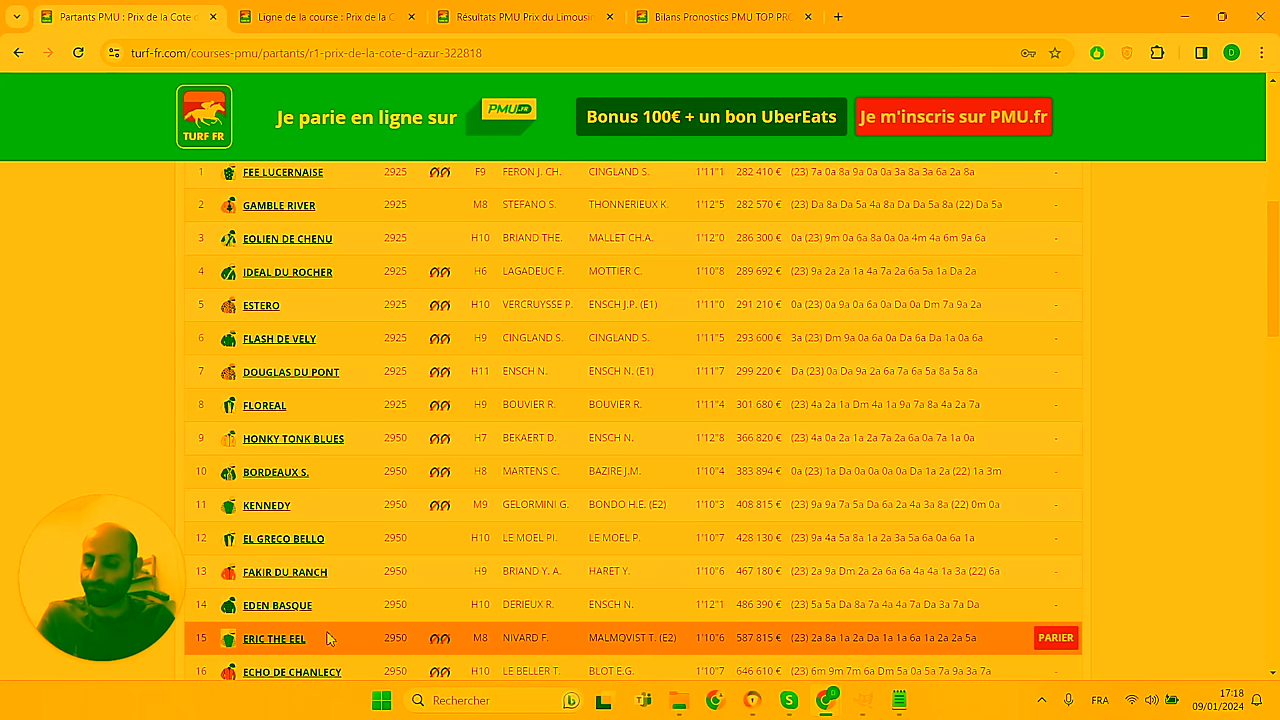 Partants PMU : Prix de la Cote d
Ligne de la course : Prix de la C
Résultats PMU Prix du Limousin
Bilans Pronostics PMU TOP PRO
turf-fr.com/courses-pmu/partants/r1-prix-de-la-cote-d-azur-322818
D
TURF FR
Je parie en ligne sur
PMU.FR
Bonus 100€ + un bon UberEats
Je m'inscris sur PMU.fr
1 FEE LUCERNAISE 2925 F9 FERON J. CH. CINGLAND S. 1'11"1 282 410 € (23) 7a 0a 8a 9a 0a 0a 3a 8a 3a 6a 2a 8a -
2 GAMBLE RIVER 2925 M8 STEFANO S. THONNERIEUX K. 1'12"5 282 570 € (23) Da 8a Da 5a 4a 8a Da Da 5a 8a (22) Da 5a -
3 EOLIEN DE CHENU 2925 H10 BRIAND THE. MALLET CH.A. 1'12"0 286 300 € 0a (23) 9m 0a 6a 8a 0a 0a 4m 4a 6m 9a 6a -
4 IDEAL DU ROCHER 2925 H6 LAGADEUC F. MOTTIER C. 1'10"8 289 692 € (23) 9a 2a 2a 1a 4a 7a 2a 6a 5a 1a Da 2a -
5 ESTERO 2925 H10 VERCRUYSSE P. ENSCH J.P. (E1) 1'11"0 291 210 € 0a (23) 0a 9a 0a 6a 0a Da 0a Dm 7a 9a 2a -
6 FLASH DE VELY 2925 H9 CINGLAND S. CINGLAND S. 1'11"5 293 600 € 3a (23) Dm 9a 0a 6a 0a Da 6a Da 1a 0a 6a -
7 DOUGLAS DU PONT 2925 H11 ENSCH N. ENSCH N. (E1) 1'11"7 299 220 € Da (23) 0a Da 9a 2a 6a 7a 6a 5a 8a 5a 8a -
8 FLOREAL 2925 H9 BOUVIER R. BOUVIER R. 1'11"4 301 680 € (23) 4a 2a 1a Dm 4a 1a 9a 7a 8a 4a 2a 7a -
9 HONKY TONK BLUES 2950 H7 BEKAERT D. ENSCH N. 1'12"8 366 820 € (23) 4a 0a 2a 1a 2a 7a 2a 6a 0a 7a 1a 0a -
10 BORDEAUX S. 2950 H8 MARTENS C. BAZIRE J.M. 1'10"4 383 894 € 0a (23) 1a Da 0a 0a 0a 0a Da 1a 2a (22) 1a 3m -
11 KENNEDY 2950 M9 GELORMINI G. BONDO H.E. (E2) 1'10"3 408 815 € (23) 9a 9a 7a 5a Da 6a 2a 4a 3a 8a (22) 0m 0a -
12 EL GRECO BELLO 2950 H10 LE MOEL PI. LE MOEL P. 1'10"7 428 130 € (23) 9a 4a 5a 8a 1a 2a 3a 5a 6a 0a 6a 1a -
13 FAKIR DU RANCH 2950 H9 BRIAND Y. A. HARET Y. 1'10"6 467 180 € (23) 2a 9a Dm 2a 2a 6a 6a 4a 4a 1a 3a (22) 6a -
14 EDEN BASQUE 2950 H10 DERIEUX R. ENSCH N. 1'12"1 486 390 € (23) 5a 5a Da 8a 7a 4a 4a 7a Da 3a 7a Da -
15 ERIC THE EEL 2950 M8 NIVARD F. MALMQVIST T. (E2) 1'10"6 587 815 € (23) 2a 8a 1a 2a Da 1a 1a 6a 1a 2a 2a 5a PARIER
16 ECHO DE CHANLECY 2950 H10 LE BELLER T. BLOT E.G. 1'10"7 646 610 € (23) 6m 9m 7m 6a Dm 5a 0a 5a 7a 9a 3a 7a -
Rechercher
FRA
17:18
09/01/2024